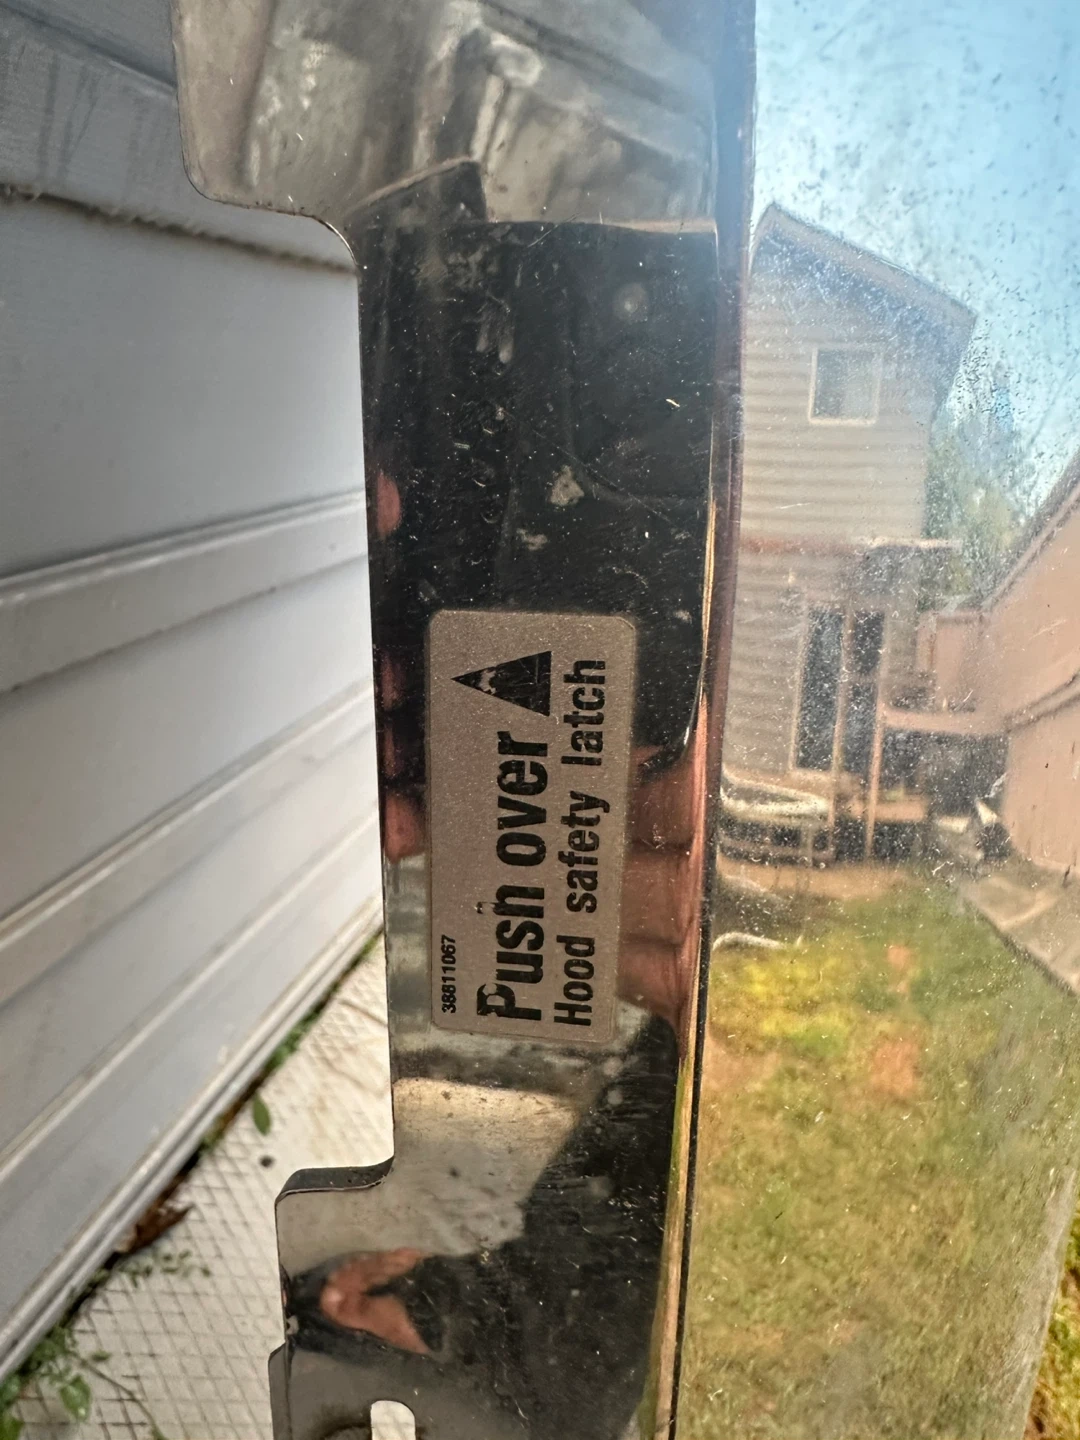 38811067
Push over
Hood safety latch